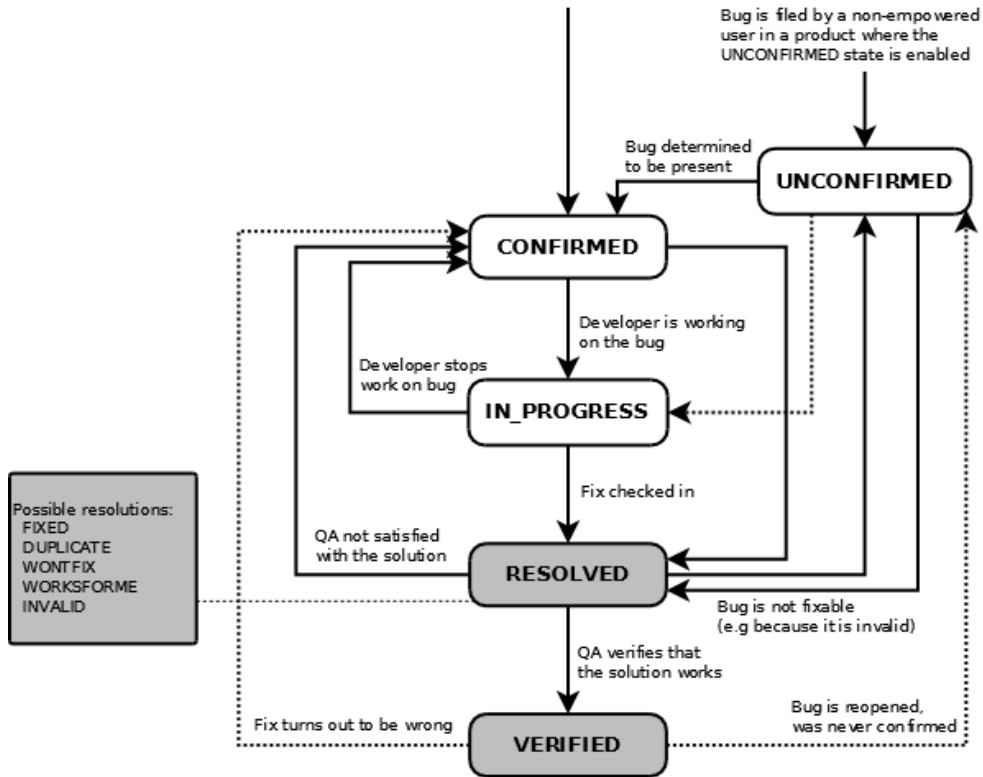 Bug is filed by a non-empowered
user in a product where the
UNCONFIRMED state is enabled
Bug determined
to be present
UNCONFIRMED
CONFIRMED
Developer is working
on the bug
Developer stops
work on bug
IN_PROGRESS
Possible resolutions:
FIXED
DUPLICATE
WONTFIX
WORKSFORME
INVALID
Fix checked in
QA not satisfied
with the solution
RESOLVED
Bug is not fixable
(e.g because it is invalid)
QA verifies that
the solution works
Fix turns out to be wrong
VERIFIED
Bug is reopened,
was never confirmed